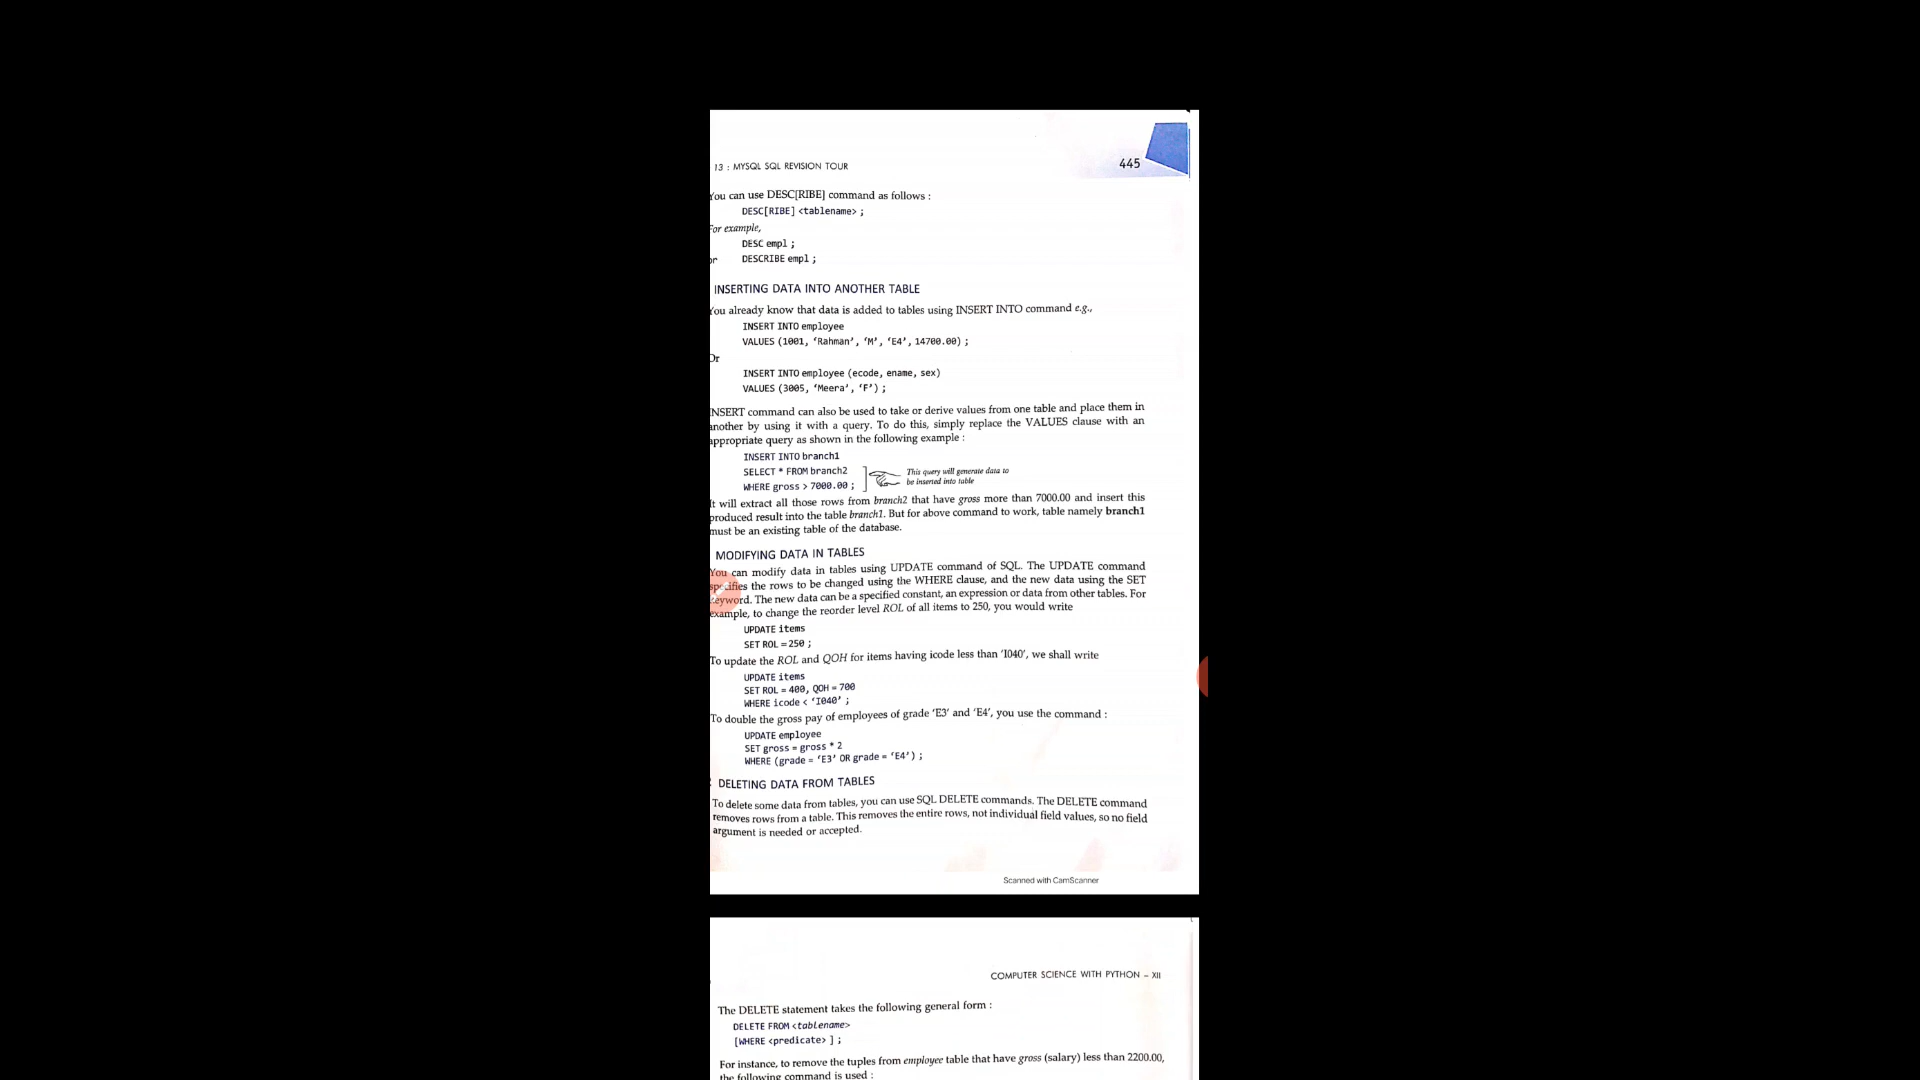 13 : MYSQL SQL REVISION TOUR
445
You can use DESC[RIBE] command as follows :
DESC[RIBE] <tablename> ;
For example,
DESC empl ;
or DESCRIBE empl ;
INSERTING DATA INTO ANOTHER TABLE
You already know that data is added to tables using INSERT INTO command e.g.,
INSERT INTO employee
VALUES (1001, ‘Rahman’, ‘M’, ‘E4’, 14700.00) ;
Or
INSERT INTO employee (ecode, ename, sex)
VALUES (3005, ‘Meera’, ‘F’) ;
INSERT command can also be used to take or derive values from one table and place them in
another by using it with a query. To do this, simply replace the VALUES clause with an
appropriate query as shown in the following example :
INSERT INTO branch1
SELECT * FROM branch2
WHERE gross > 7000.00 ;
This query will generate data to
be inserted into table
It will extract all those rows from branch2 that have gross more than 7000.00 and insert this
produced result into the table branch1. But for above command to work, table namely branch1
must be an existing table of the database.
MODIFYING DATA IN TABLES
You can modify data in tables using UPDATE command of SQL. The UPDATE command
specifies the rows to be changed using the WHERE clause, and the new data using the SET
keyword. The new data can be a specified constant, an expression or data from other tables. For
example, to change the reorder level ROL of all items to 250, you would write
UPDATE items
SET ROL = 250 ;
To update the ROL and QOH for items having icode less than ‘I040’, we shall write
UPDATE items
SET ROL = 400, QOH = 700
WHERE icode < ‘I040’ ;
To double the gross pay of employees of grade ‘E3’ and ‘E4’, you use the command :
UPDATE employee
SET gross = gross * 2
WHERE (grade = ‘E3’ OR grade = ‘E4’) ;
DELETING DATA FROM TABLES
To delete some data from tables, you can use SQL DELETE commands. The DELETE command
removes rows from a table. This removes the entire rows, not individual field values, so no field
argument is needed or accepted.
Scanned with CamScanner
COMPUTER SCIENCE WITH PYTHON – XII
The DELETE statement takes the following general form :
DELETE FROM <tablename>
[WHERE <predicate> ] ;
For instance, to remove the tuples from employee table that have gross (salary) less than 2200.00,
the following command is used :